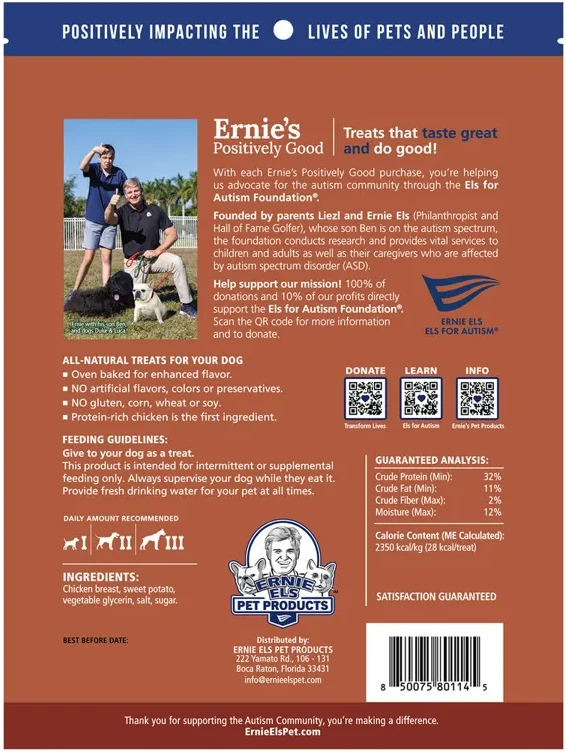 POSITIVELY IMPACTING THE LIVES OF PETS AND PEOPLE
Ernie's
Positively Good
Treats that taste great
and do good!
With each Ernie's Positively Good purchase, you're helping
us advocate for the autism community through the Els for
Autism Foundation®.
Founded by parents Liezl and Ernie Els (Philanthropist and
Hall of Fame Golfer), whose son Ben is on the autism spectrum,
the foundation conducts research and provides vital services to
children and adults as well as their caregivers who are affected
by autism spectrum disorder (ASD).
Help support our mission! 100% of
donations and 10% of our profits directly
support the Els for Autism Foundation®.
Scan the QR code for more information
and to donate.
Ernie with his son Ben
and dogs Duke & Luca.
ERNIE ELS
ELS FOR AUTISM®
ALL-NATURAL TREATS FOR YOUR DOG
■ Oven baked for enhanced flavor.
■ NO artificial flavors, colors or preservatives.
■ NO gluten, corn, wheat or soy.
■ Protein-rich chicken is the first ingredient.
DONATE
Transform Lives
LEARN
Els for Autism
INFO
Ernie's Pet Products
FEEDING GUIDELINES:
Give to your dog as a treat.
This product is intended for intermittent or supplemental
feeding only. Always supervise your dog while they eat it.
Provide fresh drinking water for your pet at all times.
DAILY AMOUNT RECOMMENDED
GUARANTEED ANALYSIS:
Crude Protein (Min): 32%
Crude Fat (Min): 11%
Crude Fiber (Max): 2%
Moisture (Max): 12%
Calorie Content (ME Calculated):
2350 kcal/kg (28 kcal/treat)
INGREDIENTS:
Chicken breast, sweet potato,
vegetable glycerin, salt, sugar.
ERNIE
ELS
PET PRODUCTS
™
SATISFACTION GUARANTEED
BEST BEFORE DATE:
Distributed by:
ERNIE ELS PET PRODUCTS
222 Yamato Rd., 106 - 131
Boca Raton, Florida 33431
info@ernieelspet.com
8 50075 80114 5
Thank you for supporting the Autism Community, you're making a difference.
ErnieElsPet.com